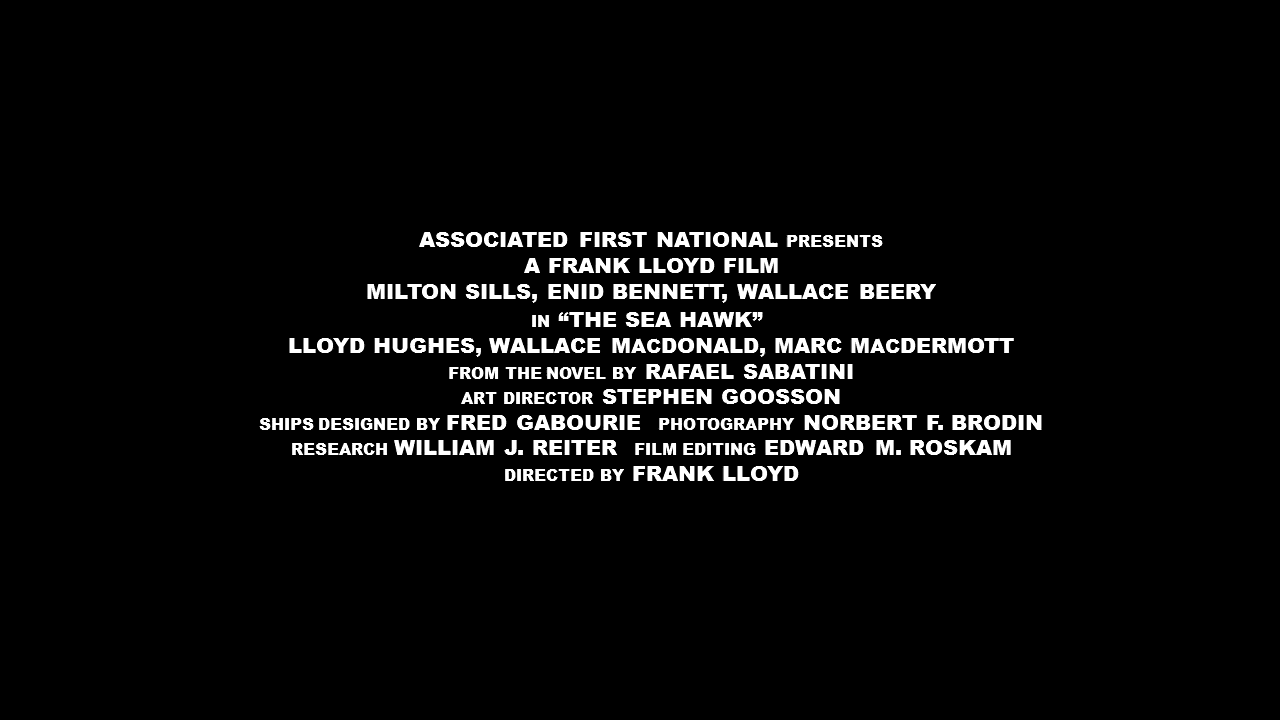 ASSOCIATED FIRST NATIONAL PRESENTS
A FRANK LLOYD FILM
MILTON SILLS, ENID BENNETT, WALLACE BEERY
IN “THE SEA HAWK”
LLOYD HUGHES, WALLACE MACDONALD, MARC MACDERMOTT
FROM THE NOVEL BY RAFAEL SABATINI
ART DIRECTOR STEPHEN GOOSSON
SHIPS DESIGNED BY FRED GABOURIE PHOTOGRAPHY NORBERT F. BRODIN
RESEARCH WILLIAM J. REITER FILM EDITING EDWARD M. ROSKAM
DIRECTED BY FRANK LLOYD